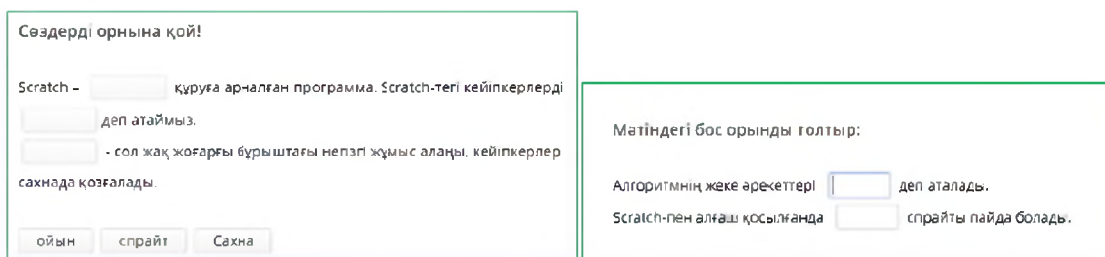 Сөздерді орнына қой!
Scratch – құруға арналған программа. Scratch-тегі кейіпкерлерді
деп атаймыз.
- сол жақ жоғарғы бұрыштағы негізгі жұмыс алаңы, кейіпкерлер
сахнада қозғалады.
ойын спрайт Сахна
Мәтіндегі бос орынды толтыр:
Алгоритмнің жеке әрекеттері деп аталады.
Scratch-пен алғаш қосылғанда спрайты пайда болады.